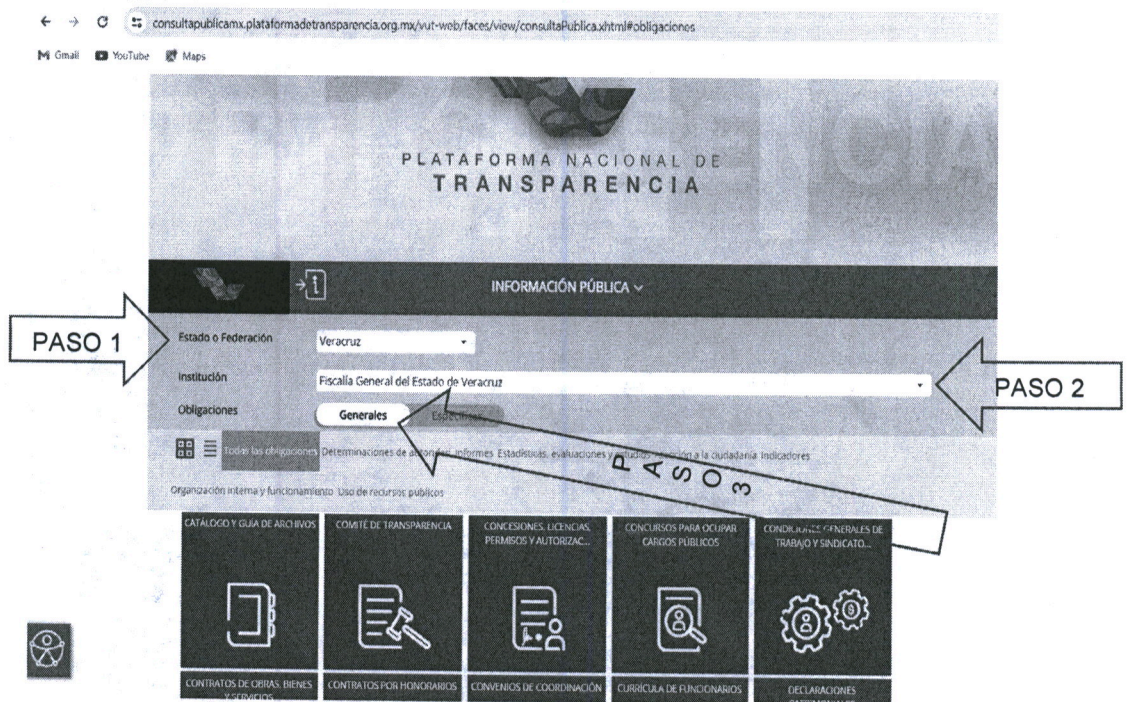 consultapublicamx.plataformadetransparencia.org.mx/vut-web/faces/view/consultaPublica.xhtml#obligaciones
Gmail YouTube Maps
PLATAFORMA NACIONAL DE
TRANSPARENCIA
INFORMACIÓN PÚBLICA
PASO 1
Estado o Federación Veracruz
Institución Fiscalía General del Estado de Veracruz
PASO 2
Obligaciones Generales
PASO 3
Todas las obligaciones Determinaciones de Informes Estadísticas, evaluaciones y a la ciudadanía Indicadores
Organización interna y funcionamiento Uso de recursos públicos
CATÁLOGO Y GUÍA DE ARCHIVOS
COMITÉ DE TRANSPARENCIA
CONCESIONES, LICENCIAS,
PERMISOS Y AUTORIZAC...
CONCURSOS PARA OCUPAR
CARGOS PÚBLICOS
CONDICIONES GENERALES DE
TRABAJO Y SINDICATO...
CONTRATOS DE OBRAS, BIENES
Y SERVICIOS
CONTRATOS POR HONORARIOS
CONVENIOS DE COORDINACIÓN
CURRÍCULA DE FUNCIONARIOS
DECLARACIONES